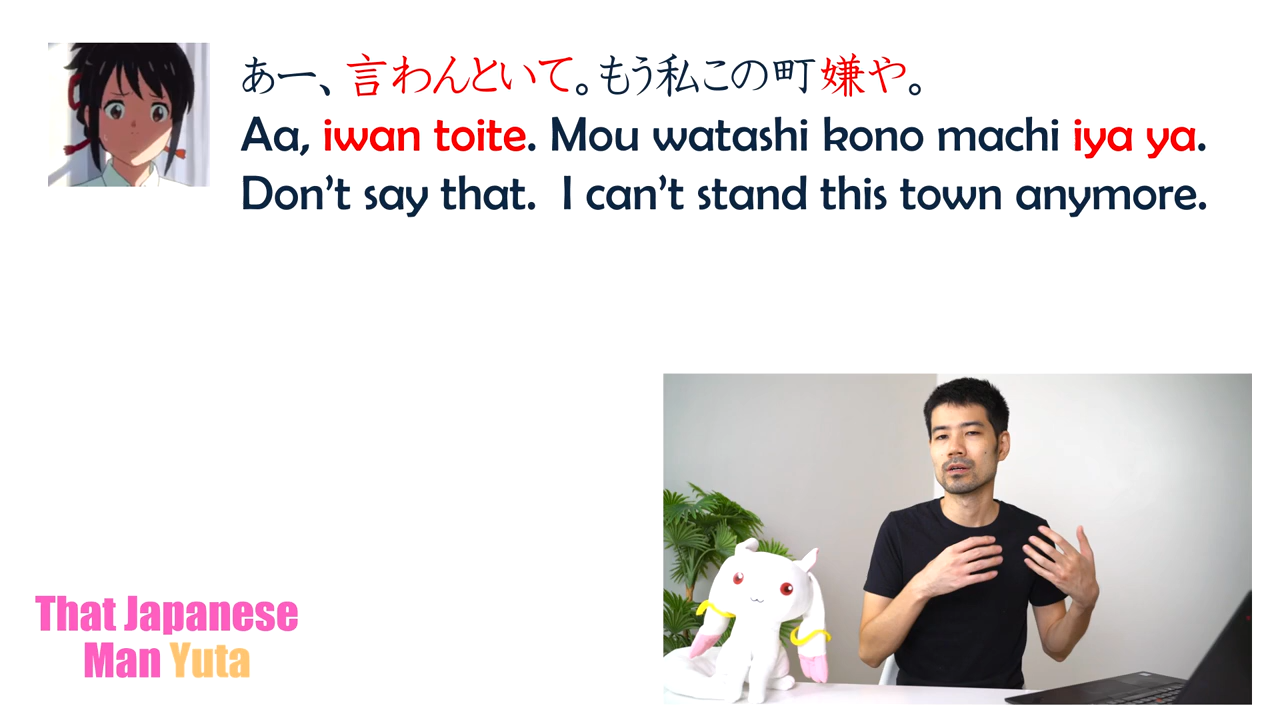 あー、言わんといて。もう私この町嫌や。
Aa, iwan toite. Mou watashi kono machi iya ya.
Don't say that. I can't stand this town anymore.
That Japanese
Man Yuta